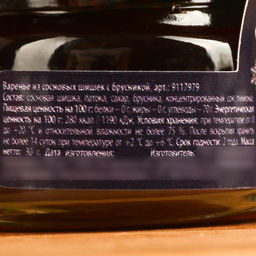 Варенье из сосновых шишек с брусникой, арт. 9117979
Состав: сосновая шишка, патока, сахар, брусника, концентрированный сок лимона.
Пищевая ценность на 100 г: белки – 0 г, жиры – 0 г, углеводы – 70г. Энергетическая
ценность на 100 г: 280 ккал / 1190 кДж. Условия хранения: при температуре от 0
до +20 °С и относительной влажности не более 75 %. После вскрытия хранить
не более 14 суток при температуре от +2 °С до +6 °С. Срок годности: 2 года. Масса
нетто: 30 г. Дата изготовления: Изготовитель: